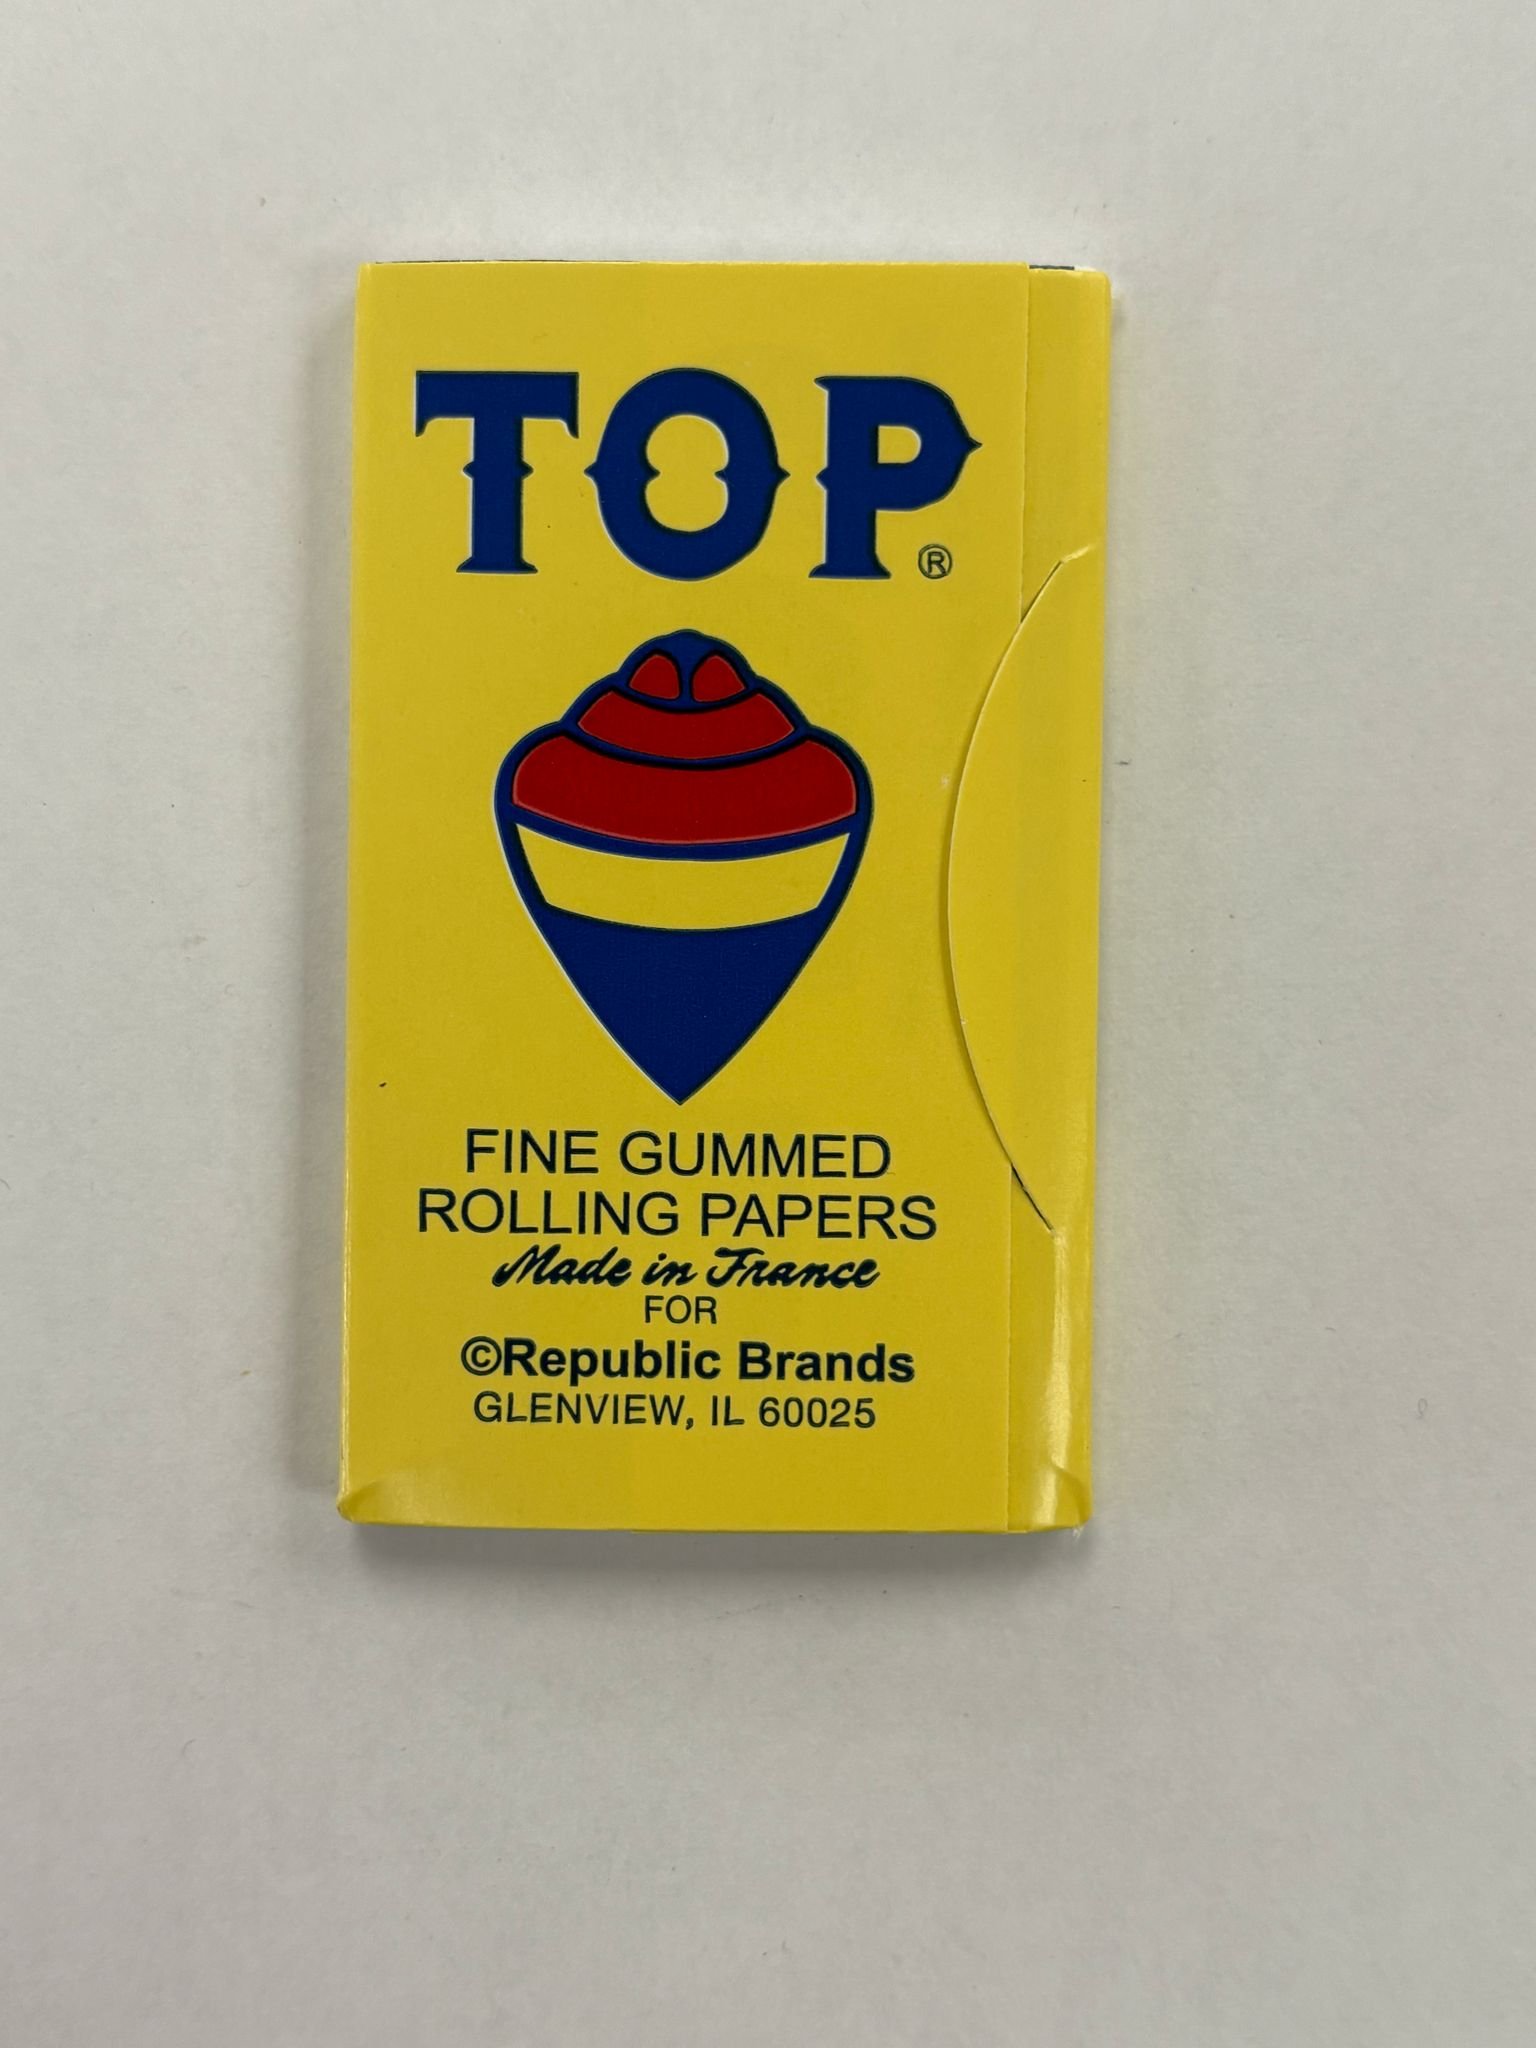 TOP®
FINE GUMMED
ROLLING PAPERS
Made in France
FOR
©Republic Brands
GLENVIEW, IL 60025